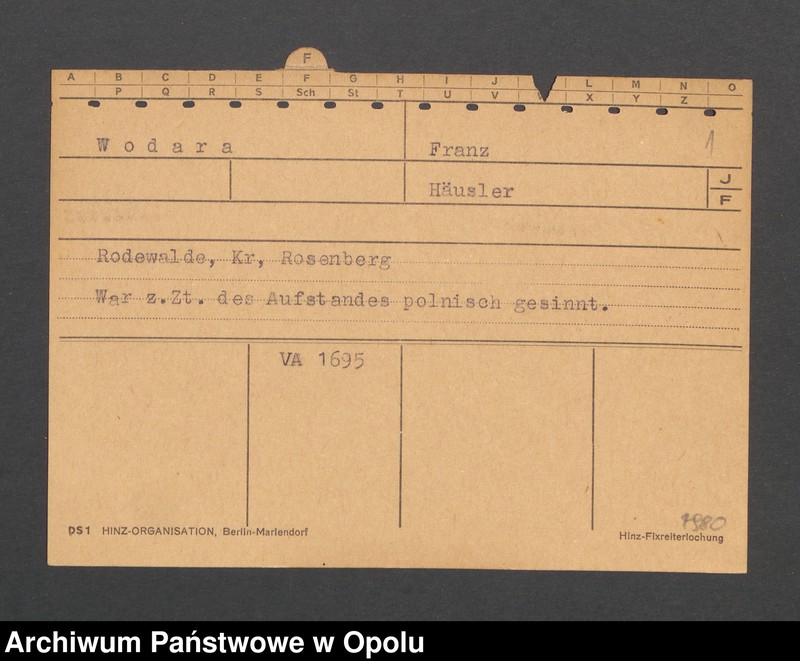 F
A B C D E F G H I J L M N O
P Q R S Sch St T U V X Y Z
Wodara Franz 1
Häusler J
F
Rodewalde, Kr, Rosenberg
War z.Zt. des Aufstandes polnisch gesinnt.
VA 1695
7980
DS1 HINZ-ORGANISATION, Berlin-Mariendorf Hinz-Fixreiterlochung
Archiwum Państwowe w Opolu